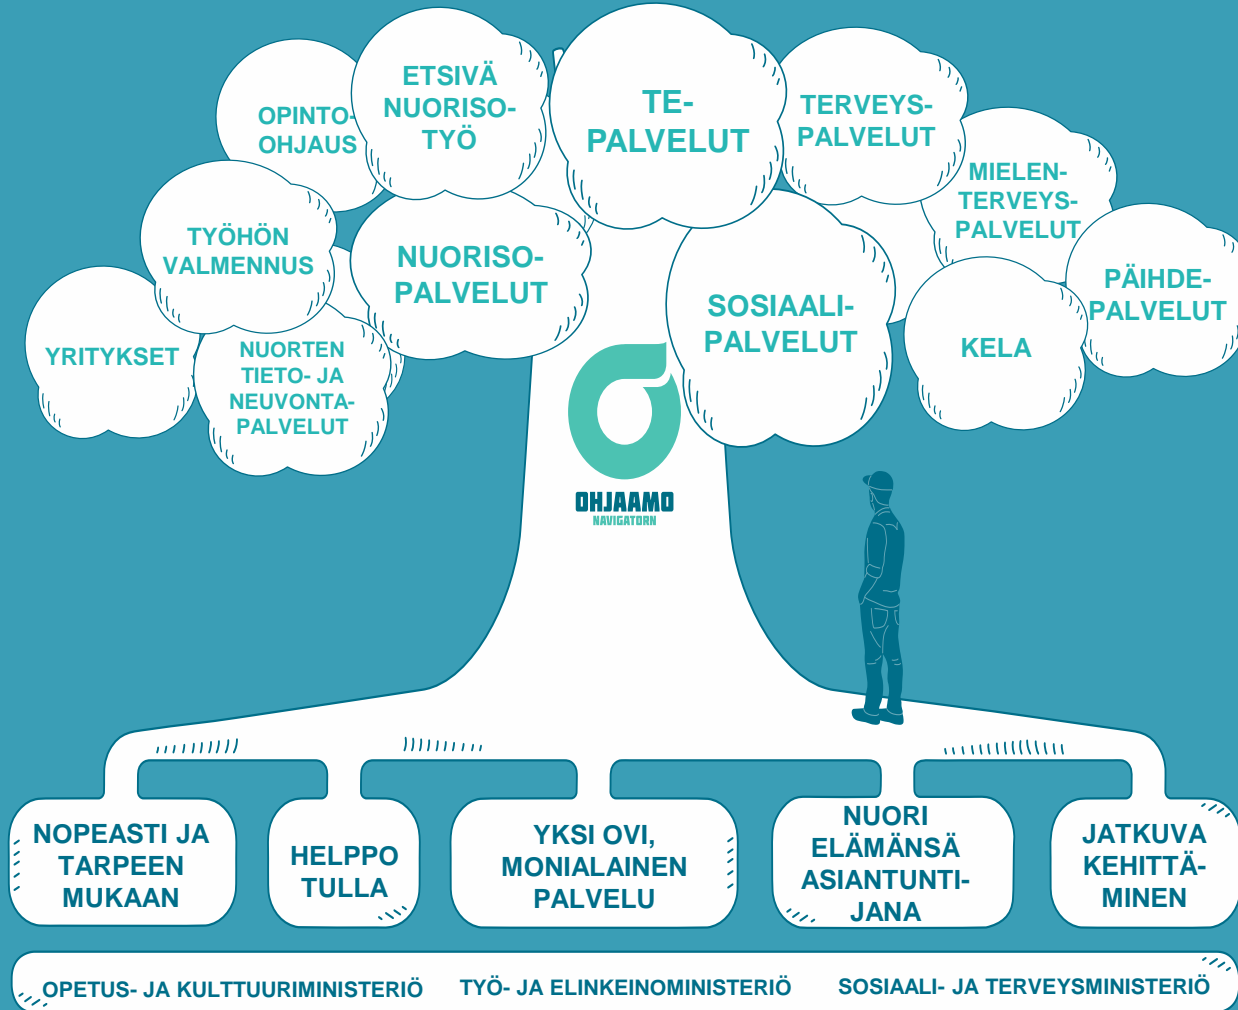 OPINTO-
OHJAUS
ETSIVÄ
NUORISO-
TYÖ
TE-
PALVELUT
TERVEYS-
PALVELUT
MIELEN-
TERVEYS-
PALVELUT
PÄIHDE-
PALVELUT
TYÖHÖN
VALMENNUS
NUORISO-
PALVELUT
SOSIAALI-
PALVELUT
KELA
YRITYKSET
NUORTEN
TIETO- JA
NEUVONTA-
PALVELUT
OHJAAMO
NAVIGATORN
NOPEASTI JA
TARPEEN
MUKAAN
HELPPO
TULLA
YKSI OVI,
MONIALAINEN
PALVELU
NUORI
ELÄMÄNSÄ
ASIANTUNTI-
JANA
JATKUVA
KEHITTÄ-
MINEN
OPETUS- JA KULTTUURIMINISTERIÖ
TYÖ- JA ELINKEINOMINISTERIÖ
SOSIAALI- JA TERVEYSMINISTERIÖ